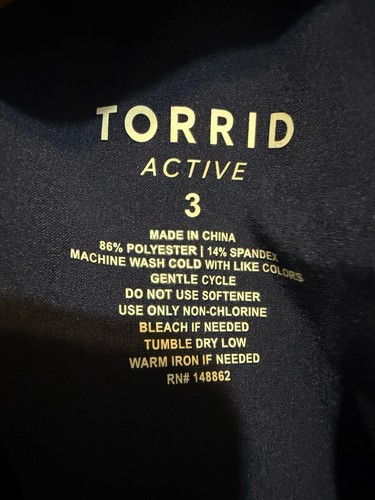 TORRID
ACTIVE
3
MADE IN CHINA
86% POLYESTER | 14% SPANDEX
MACHINE WASH COLD WITH LIKE COLORS
GENTLE CYCLE
DO NOT USE SOFTENER
USE ONLY NON-CHLORINE
BLEACH IF NEEDED
TUMBLE DRY LOW
WARM IRON IF NEEDED
RN# 148862